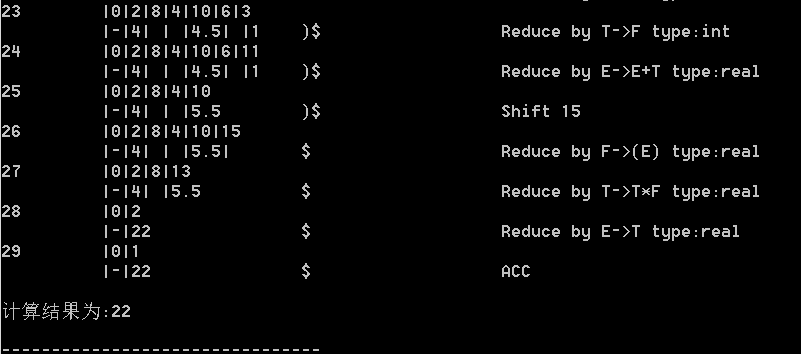 23 |0|2|8|4|10|6|3
|-|4| | |4.5| |1 )$ Reduce by T->F type:int
24 |0|2|8|4|10|6|11
|-|4| | |4.5| |1 )$ Reduce by E->E+T type:real
25 |0|2|8|4|10
|-|4| | |5.5 )$ Shift 15
26 |0|2|8|4|10|15
|-|4| | |5.5| $ Reduce by F->(E) type:real
27 |0|2|8|13
|-|4| |5.5 $ Reduce by T->T*F type:real
28 |0|2
|-|22 $ Reduce by E->T type:real
29 |0|1
|-|22 $ ACC
计算结果为:22
--------------------------------